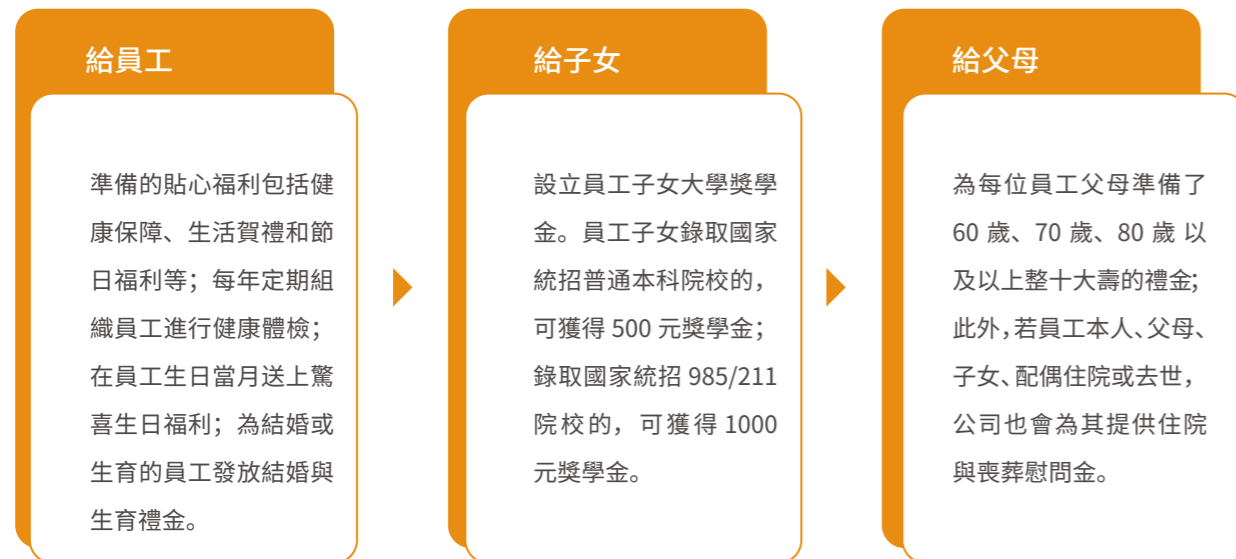 給員工
準備的貼心福利包括健
康保障、生活賀禮和節
日福利等；每年定期組
織員工進行健康體檢；
在員工生日當月送上驚
喜生日福利；為結婚或
生育的員工發放結婚與
生育禮金。
給子女
設立員工子女大學獎學
金。員工子女錄取國家
統招普通本科院校的，
可獲得 500 元獎學金；
錄取國家統招 985/211
院校的，可獲得 1000
元獎學金。
給父母
為每位員工父母準備了
60 歲、70 歲、80 歲 以
及以上整十大壽的禮金；
此外，若員工本人、父母、
子女、配偶住院或去世，
公司也會為其提供住院
與喪葬慰問金。